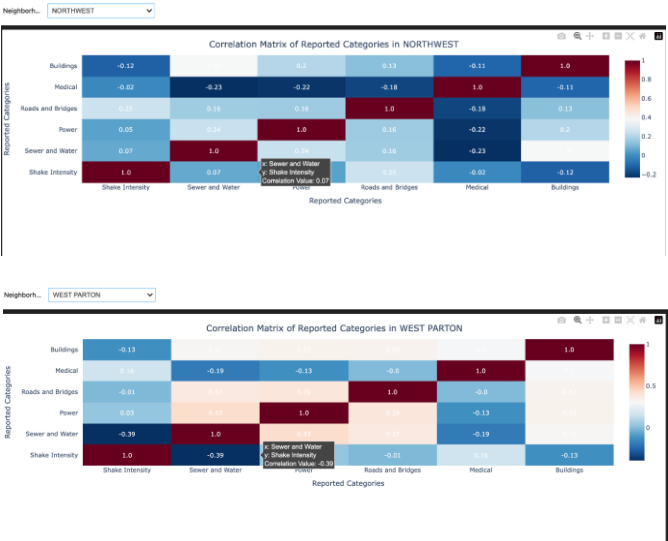 Neighborh... NORTHWEST
Correlation Matrix of Reported Categories in NORTHWEST
Reported Categories
Buildings -0.12 0.2 0.13 -0.11 1.0
Medical -0.02 -0.23 -0.22 -0.18 1.0 -0.11
Roads and Bridges 0.25 0.16 0.16 1.0 -0.18 0.13
Power 0.05 0.24 1.0 0.16 -0.22 0.2
Sewer and Water 0.07 1.0 0.24 0.16 -0.23
Shake Intensity 1.0 0.07 0.25 -0.02 -0.12
x: Sewer and Water
y: Shake Intensity
Correlation Value: 0.07
Shake Intensity Sewer and Water Power Roads and Bridges Medical Buildings
Reported Categories
1
0.8
0.6
0.4
0.2
0
−0.2
Neighborh... WEST PARTON
Correlation Matrix of Reported Categories in WEST PARTON
Reported Categories
Buildings -0.13 1.0
Medical 0.16 -0.19 -0.13 -0.0 1.0
Roads and Bridges -0.01 1.0 -0.0
Power 0.03 1.0 -0.13
Sewer and Water -0.39 1.0 -0.19
Shake Intensity 1.0 -0.39 -0.01 0.16 -0.13
x: Sewer and Water
y: Shake Intensity
Correlation Value: -0.39
Shake Intensity Sewer and Water Power Roads and Bridges Medical Buildings
Reported Categories
1
0.5
0